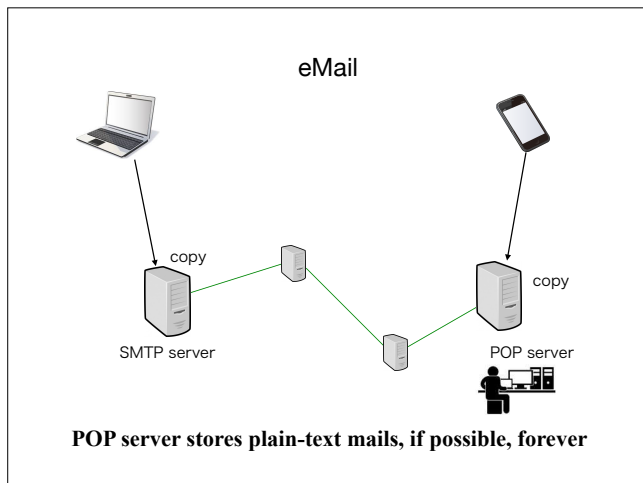 eMail
copy
copy
SMTP server
POP server
POP server stores plain-text mails, if possible, forever